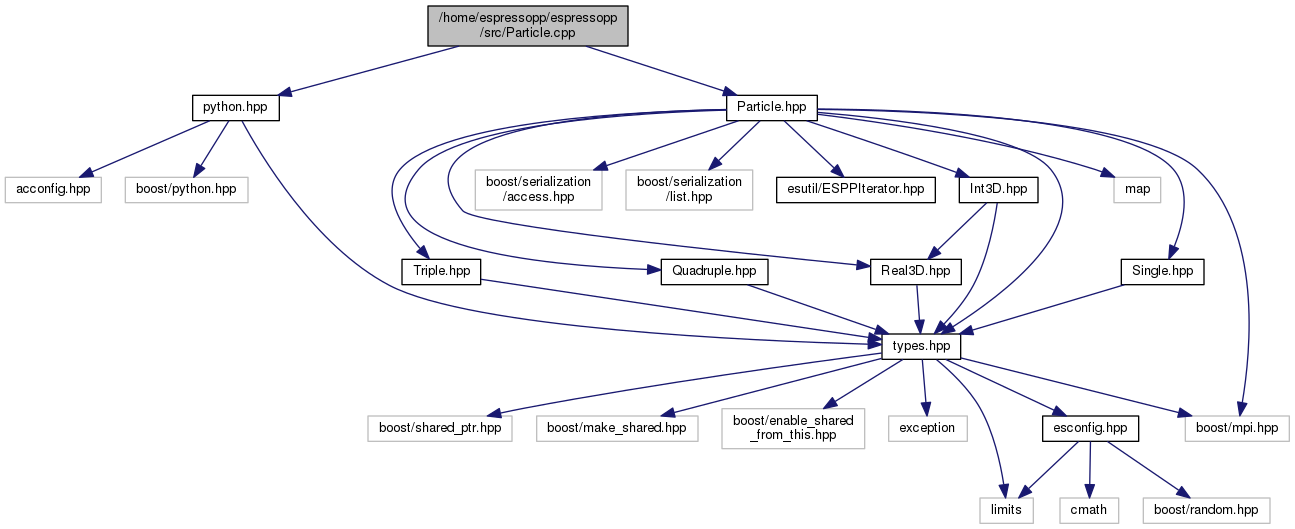 /home/espressopp/espressopp
/src/Particle.cpp
python.hpp
Particle.hpp
acconfig.hpp
boost/python.hpp
boost/serialization
/access.hpp
boost/serialization
/list.hpp
esutil/ESPPIterator.hpp
Int3D.hpp
map
Triple.hpp
Quadruple.hpp
Real3D.hpp
Single.hpp
types.hpp
boost/shared_ptr.hpp
boost/make_shared.hpp
boost/enable_shared
_from_this.hpp
exception
esconfig.hpp
boost/mpi.hpp
limits
cmath
boost/random.hpp